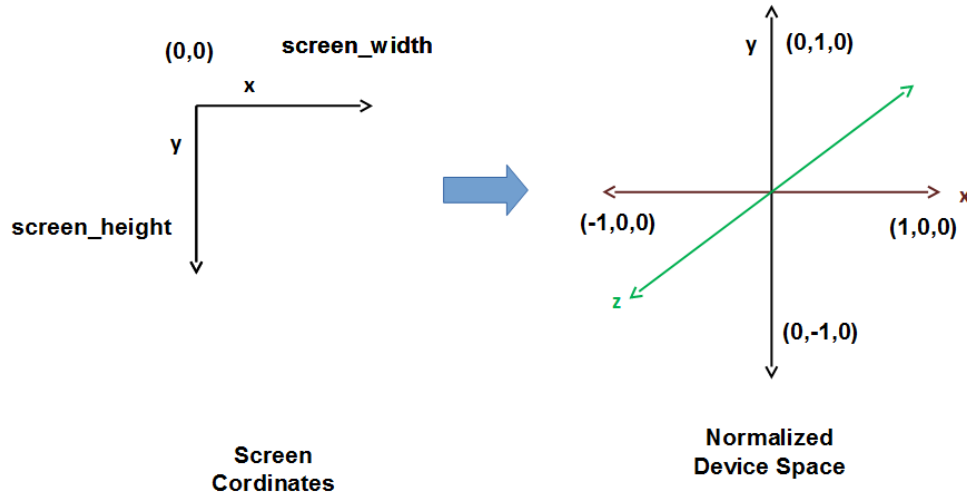 (0,0)
screen_width
x
y
screen_height
Screen
Cordinates
y
(0,1,0)
x
(-1,0,0)
(1,0,0)
z
(0,-1,0)
Normalized
Device Space